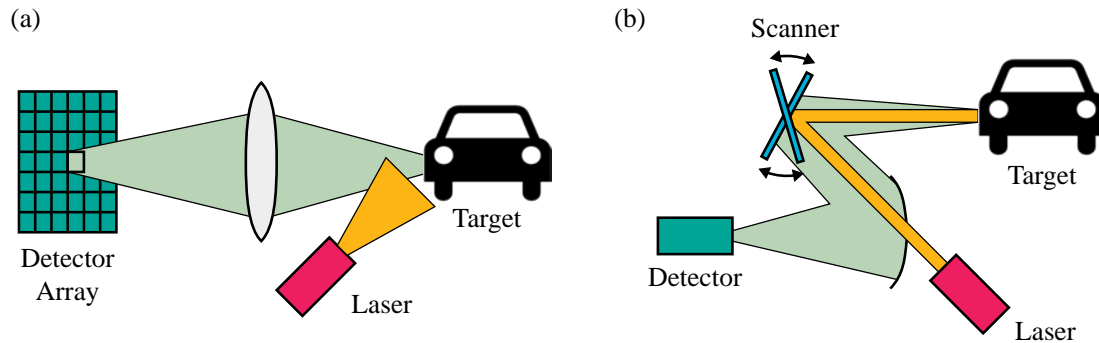 (a)
Detector
Array
Laser
Target
(b)
Scanner
Target
Detector
Laser